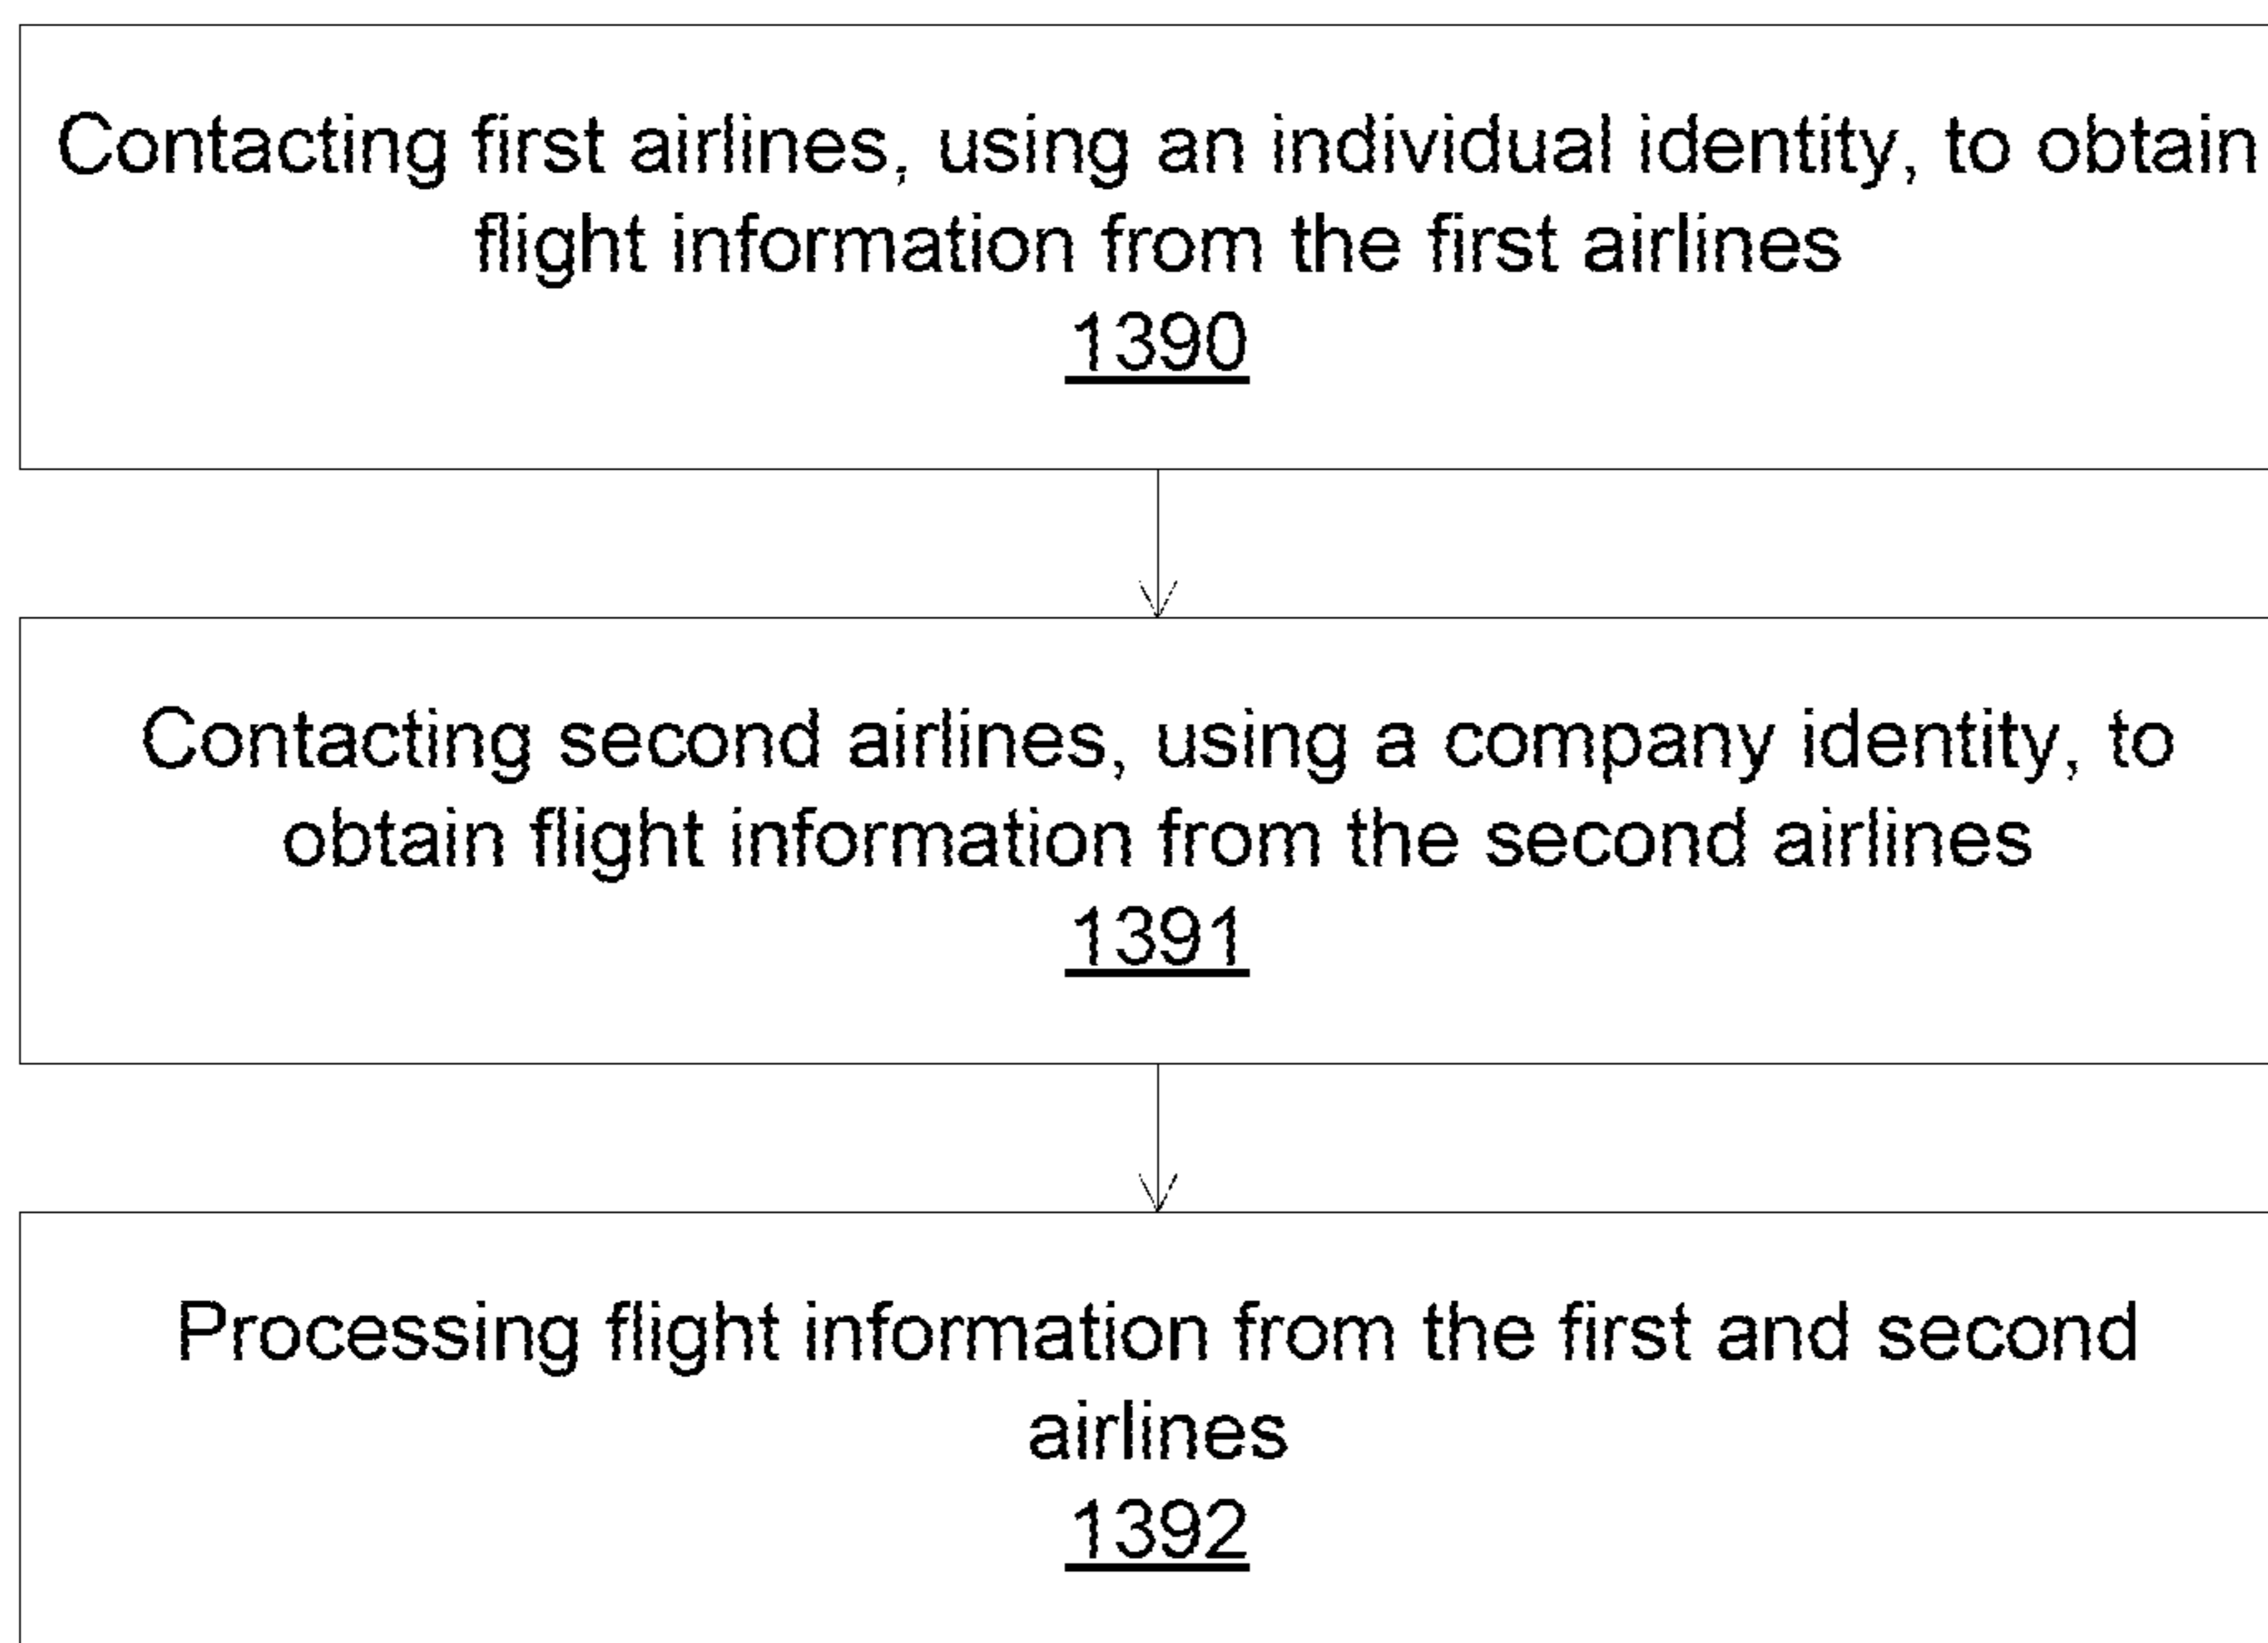 Contacting first airlines, using an individual identity, to obtain
flight information from the first airlines
1390
Contacting second airlines, using a company identity, to
obtain flight information from the second airlines
1391
Processing flight information from the first and second
airlines
1392